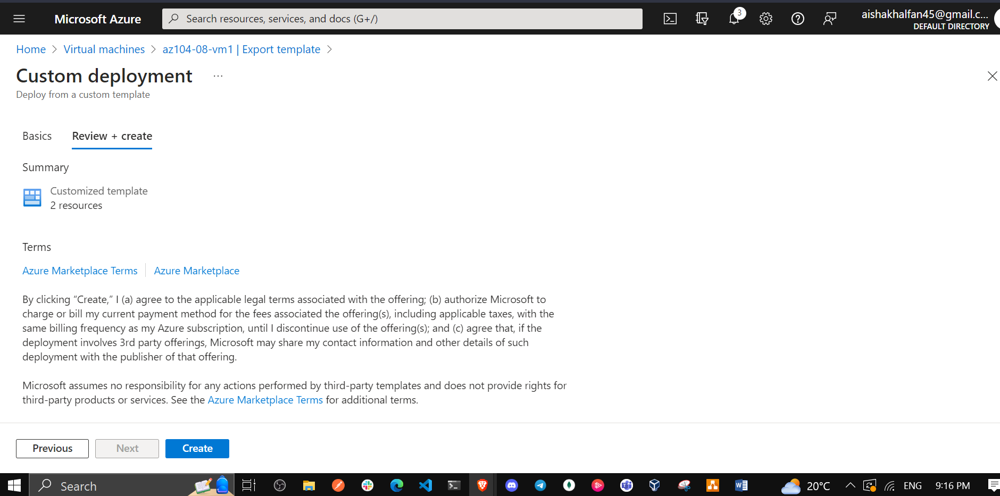 Microsoft Azure
Search resources, services, and docs (G+/)
3
aishakhalfan45@gmail.c...
DEFAULT DIRECTORY
Home > Virtual machines > az104-08-vm1 | Export template >
Custom deployment ...
Deploy from a custom template
Basics
Review + create
Summary
Customized template
2 resources
Terms
Azure Marketplace Terms
Azure Marketplace
By clicking “Create,” I (a) agree to the applicable legal terms associated with the offering; (b) authorize Microsoft to
charge or bill my current payment method for the fees associated the offering(s), including applicable taxes, with the
same billing frequency as my Azure subscription, until I discontinue use of the offering(s); and (c) agree that, if the
deployment involves 3rd party offerings, Microsoft may share my contact information and other details of such
deployment with the publisher of that offering.
Microsoft assumes no responsibility for any actions performed by third-party templates and does not provide rights for
third-party products or services. See the Azure Marketplace Terms for additional terms.
Previous
Next
Create
Search
20°C
ENG
9:16 PM